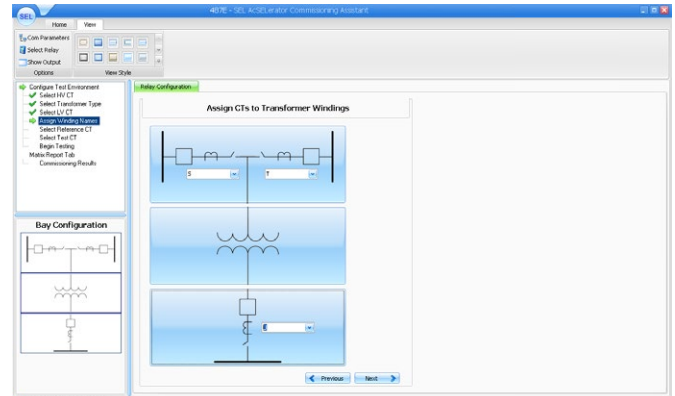 487E - SEL AcSELerator Commissioning Assistant
SEL
Home View
Com Parameters
Select Relay
Show Output
Options View Style
Configure Test Environment
Select HV CT
Select Transformer Type
Select LV CT
Assign Winding Names
Select Reference CT
Select Test CT
Begin Testing
Matrix Report Tab
Commissioning Results
Bay Configuration
Relay Configuration
Assign CTs to Transformer Windings
S T
Previous Next